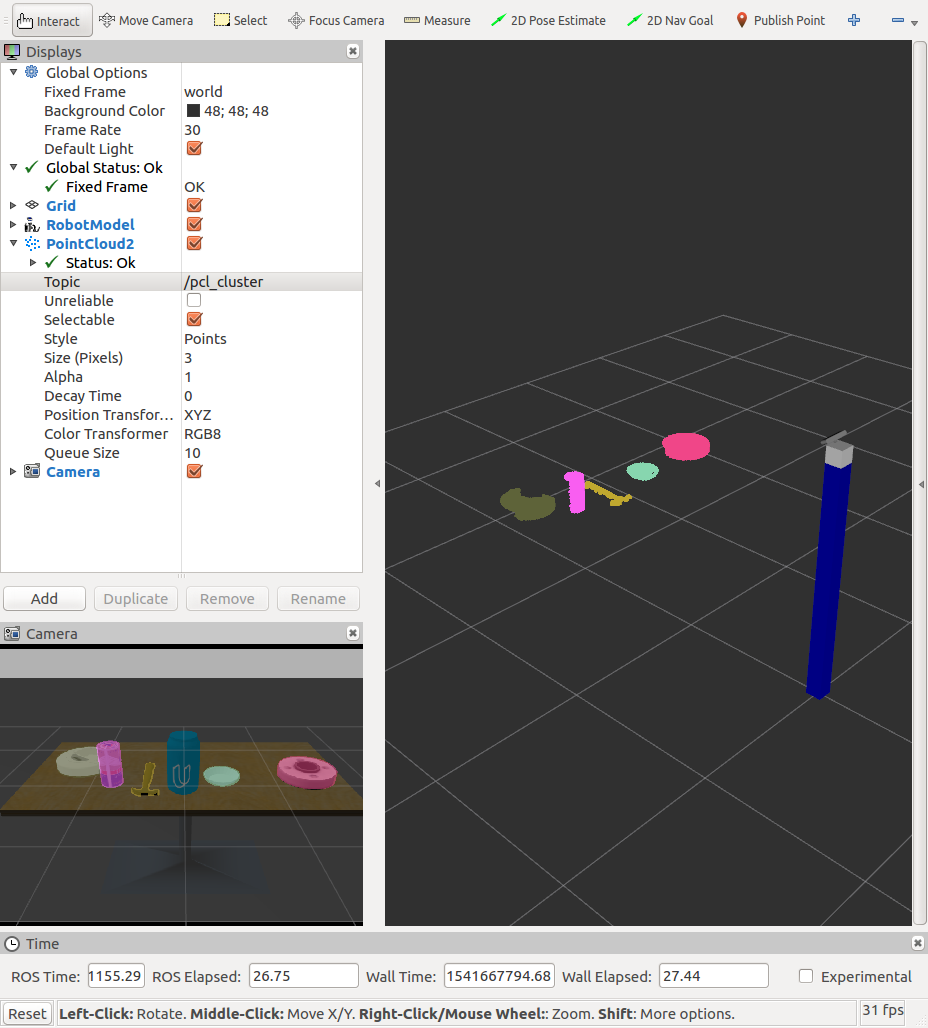 Interact Move Camera Select Focus Camera Measure 2D Pose Estimate 2D Nav Goal Publish Point
Displays
Global Options
Fixed Frame world
Background Color 48; 48; 48
Frame Rate 30
Default Light
Global Status: Ok
Fixed Frame OK
Grid
RobotModel
PointCloud2
Status: Ok
Topic /pcl_cluster
Unreliable
Selectable
Style Points
Size (Pixels) 3
Alpha 1
Decay Time 0
Position Transfor... XYZ
Color Transformer RGB8
Queue Size 10
Camera
Add Duplicate Remove Rename
Camera
Time
ROS Time: 1155.29 ROS Elapsed: 26.75 Wall Time: 1541667794.68 Wall Elapsed: 27.44 Experimental
Reset Left-Click: Rotate. Middle-Click: Move X/Y. Right-Click/Mouse Wheel:: Zoom. Shift: More options. 31 fps